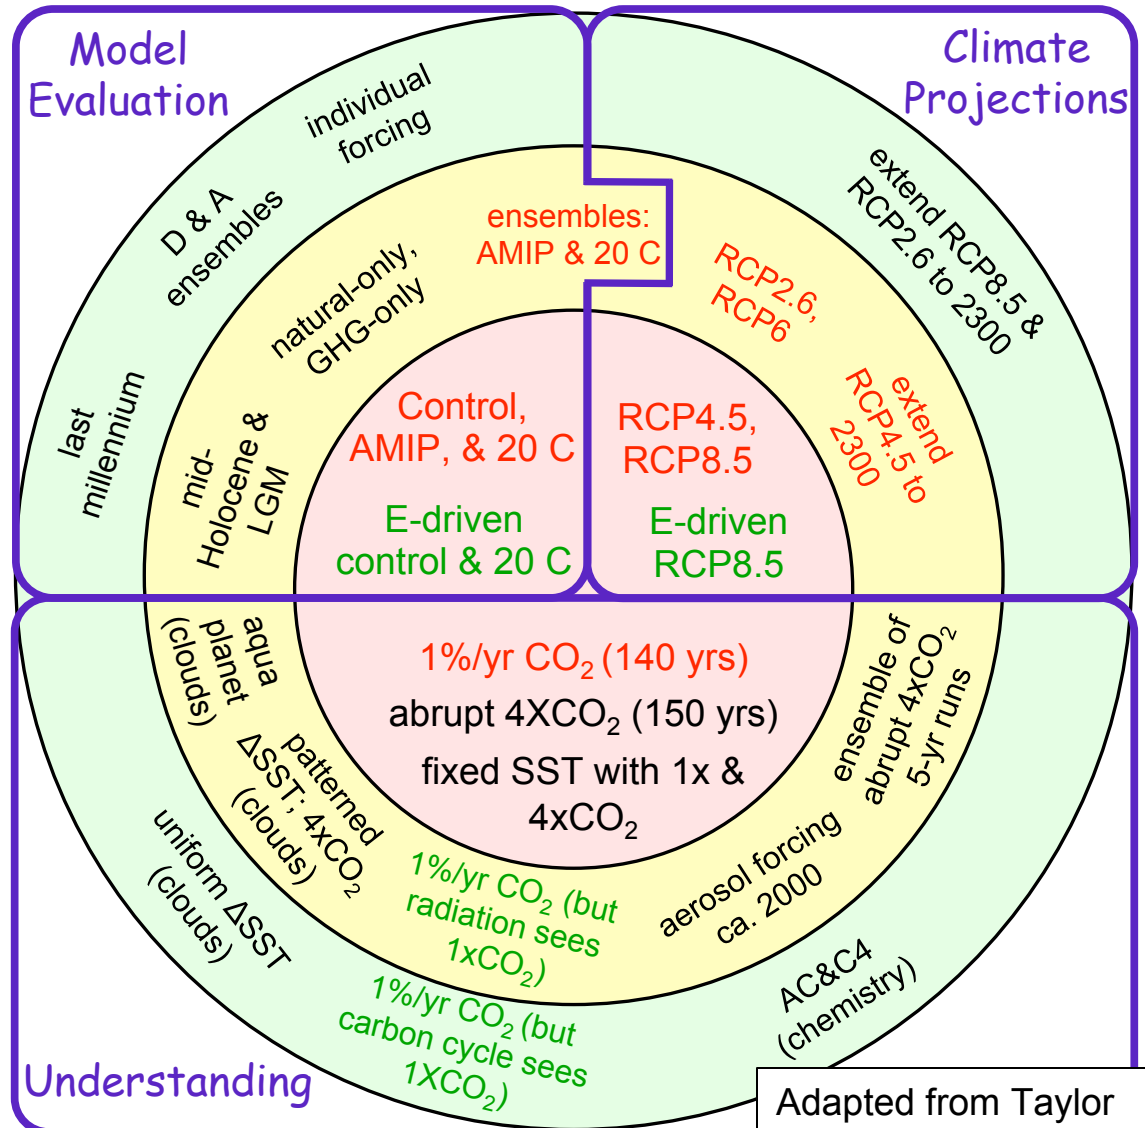 Model
Evaluation
Climate
Projections
individual
forcing
D & A
ensembles
last
millennium
extend RCP8.5 &
RCP2.6 to 2300
ensembles:
AMIP & 20 C
natural-only,
GHG-only
mid-
Holocene &
LGM
RCP2.6,
RCP6
extend
RCP4.5 to
2300
Control,
AMIP, & 20 C
E-driven
control & 20 C
RCP4.5,
RCP8.5
E-driven
RCP8.5
1%/yr CO₂ (140 yrs)
abrupt 4XCO₂ (150 yrs)
fixed SST with 1x &
4xCO₂
aqua
planet
(clouds)
patterned
ΔSST; 4xCO₂
(clouds)
1%/yr CO₂ (but
radiation sees
1xCO₂)
aerosol forcing
ca. 2000
ensemble of
abrupt 4xCO₂
5-yr runs
uniform ΔSST
(clouds)
1%/yr CO₂ (but
carbon cycle sees
1XCO₂)
AC&C4
(chemistry)
Understanding
Adapted from Taylor